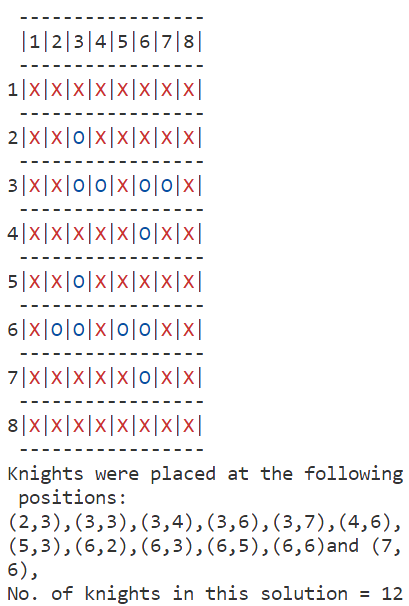 -----------------
|1|2|3|4|5|6|7|8|
-----------------
1|X|X|X|X|X|X|X|X|
-----------------
2|X|X|O|X|X|X|X|X|
-----------------
3|X|X|O|O|X|O|O|X|
-----------------
4|X|X|X|X|X|O|X|X|
-----------------
5|X|X|O|X|X|X|X|X|
-----------------
6|X|O|O|X|O|O|X|X|
-----------------
7|X|X|X|X|X|O|X|X|
-----------------
8|X|X|X|X|X|X|X|X|
-----------------
Knights were placed at the following
positions:
(2,3),(3,3),(3,4),(3,6),(3,7),(4,6),
(5,3),(6,2),(6,3),(6,5),(6,6)and (7,
6),
No. of knights in this solution = 12